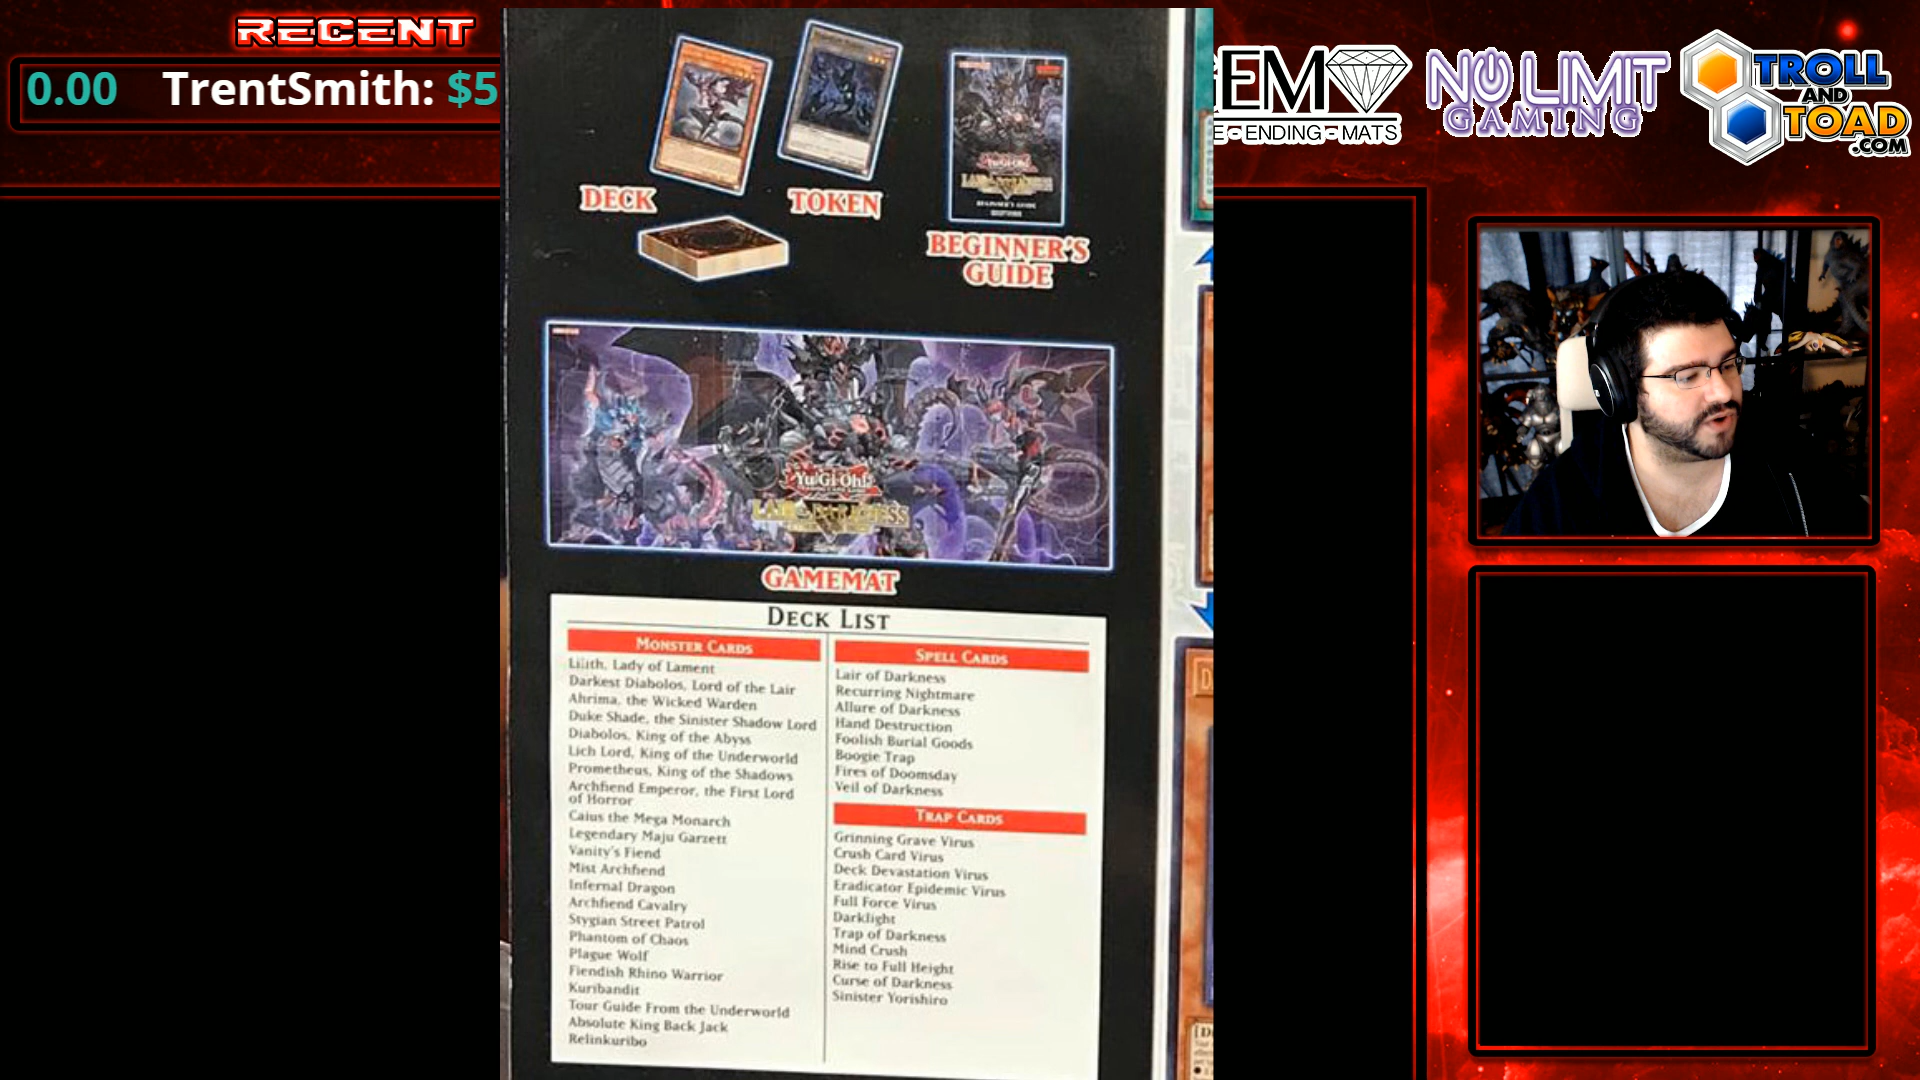 RECENT
0.00 TrentSmith: $5
EM
E-ENDING-MATS
NO LIMIT
GAMING
TROLL
AND
TOAD
.COM
DECK
TOKEN
BEGINNER'S
GUIDE
Yu-Gi-Oh!
LAIR OF DARKNESS
GAMEMAT
DECK LIST
MONSTER CARDS
Lilith, Lady of Lament
Darkest Diabolos, Lord of the Lair
Ahrima, the Wicked Warden
Duke Shade, the Sinister Shadow Lord
Diabolos, King of the Abyss
Lich Lord, King of the Underworld
Prometheus, King of the Shadows
Archfiend Emperor, the First Lord
of Horror
Caius the Mega Monarch
Legendary Maju Garzett
Vanity's Fiend
Mist Archfiend
Infernal Dragon
Archfiend Cavalry
Stygian Street Patrol
Phantom of Chaos
Plague Wolf
Fiendish Rhino Warrior
Kuribandit
Tour Guide From the Underworld
Absolute King Back Jack
Relinkuribo
SPELL CARDS
Lair of Darkness
Recurring Nightmare
Allure of Darkness
Hand Destruction
Foolish Burial Goods
Boogie Trap
Fires of Doomsday
Veil of Darkness
TRAP CARDS
Grinning Grave Virus
Crush Card Virus
Deck Devastation Virus
Eradicator Epidemic Virus
Full Force Virus
Darklight
Trap of Darkness
Mind Crush
Rise to Full Height
Curse of Darkness
Sinister Yorishiro